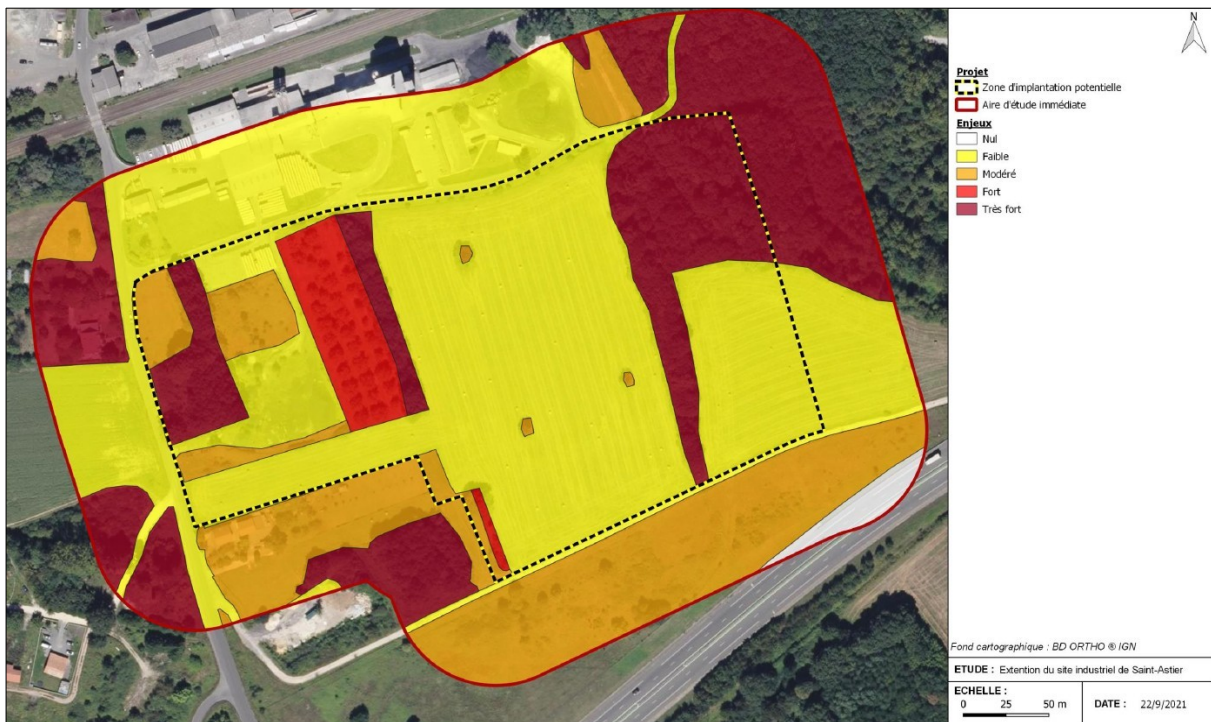 N
Projet
Zone d'implantation potentielle
Aire d'étude immédiate
Enjeux
Nul
Faible
Modéré
Fort
Très fort
Fond cartographique : BD ORTHO ® IGN
ETUDE : Extention du site industriel de Saint-Astier
ECHELLE :
0 25 50 m
DATE : 22/9/2021